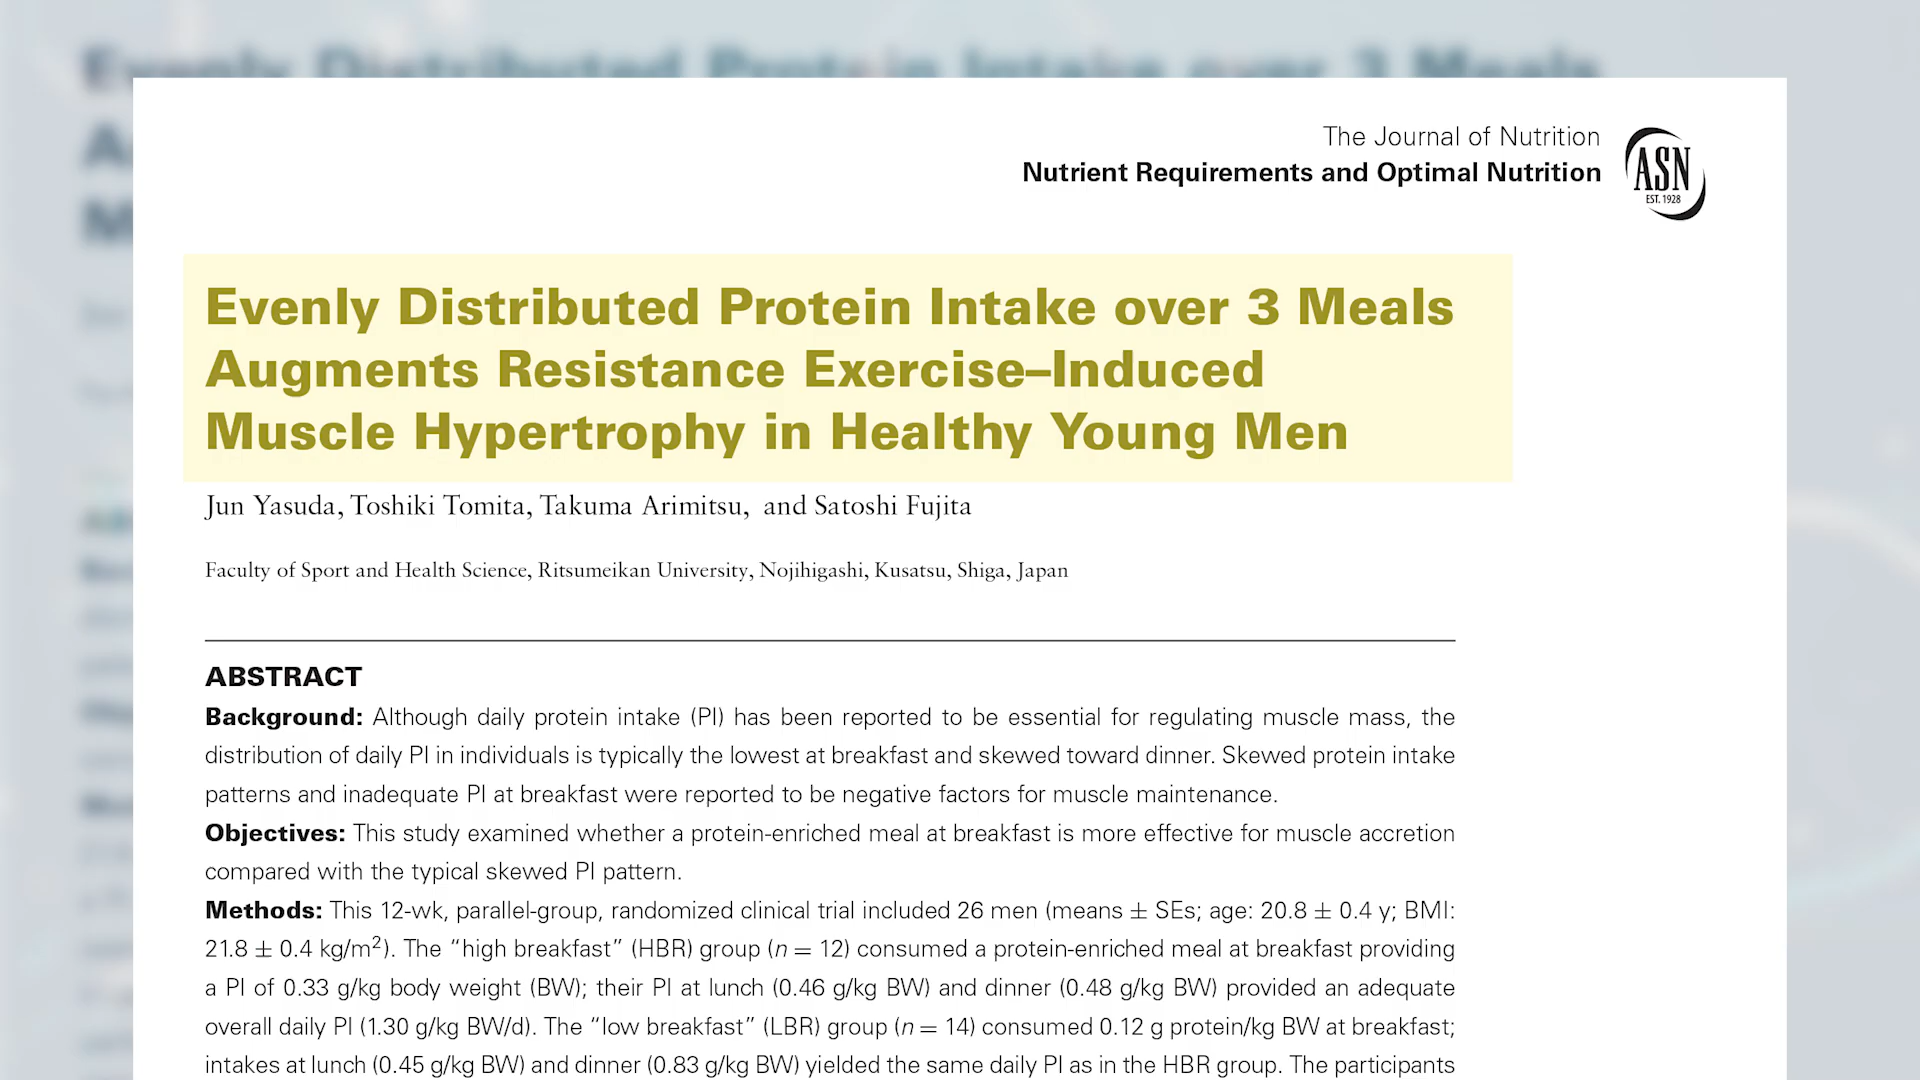 The Journal of Nutrition
Nutrient Requirements and Optimal Nutrition
ASN
EST. 1928
Evenly Distributed Protein Intake over 3 Meals
Augments Resistance Exercise–Induced
Muscle Hypertrophy in Healthy Young Men
Jun Yasuda, Toshiki Tomita, Takuma Arimitsu, and Satoshi Fujita
Faculty of Sport and Health Science, Ritsumeikan University, Nojihigashi, Kusatsu, Shiga, Japan
ABSTRACT
Background: Although daily protein intake (PI) has been reported to be essential for regulating muscle mass, the
distribution of daily PI in individuals is typically the lowest at breakfast and skewed toward dinner. Skewed protein intake
patterns and inadequate PI at breakfast were reported to be negative factors for muscle maintenance.
Objectives: This study examined whether a protein-enriched meal at breakfast is more effective for muscle accretion
compared with the typical skewed PI pattern.
Methods: This 12-wk, parallel-group, randomized clinical trial included 26 men (means ± SEs; age: 20.8 ± 0.4 y; BMI:
21.8 ± 0.4 kg/m²). The “high breakfast” (HBR) group (n = 12) consumed a protein-enriched meal at breakfast providing
a PI of 0.33 g/kg body weight (BW); their PI at lunch (0.46 g/kg BW) and dinner (0.48 g/kg BW) provided an adequate
overall daily PI (1.30 g/kg BW/d). The “low breakfast” (LBR) group (n = 14) consumed 0.12 g protein/kg BW at breakfast;
intakes at lunch (0.45 g/kg BW) and dinner (0.83 g/kg BW) yielded the same daily PI as in the HBR group. The participants